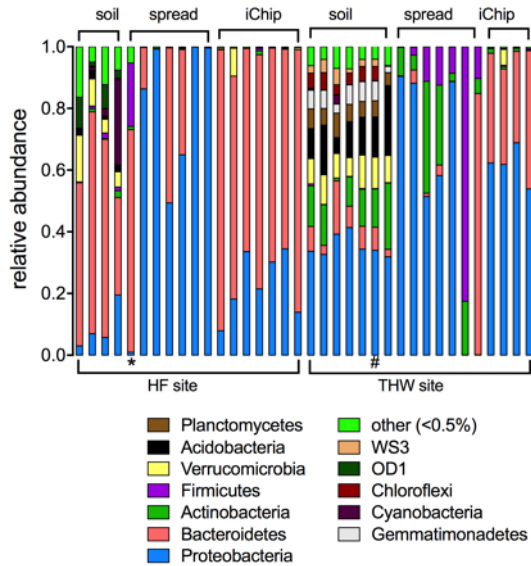 soil spread iChip soil spread iChip
relative abundance
1.0
0.8
0.6
0.4
0.2
0.0
* #
HF site THW site
Planctomycetes other (<0.5%)
Acidobacteria WS3
Verrucomicrobia OD1
Firmicutes Chloroflexi
Actinobacteria Cyanobacteria
Bacteroidetes Gemmatimonadetes
Proteobacteria